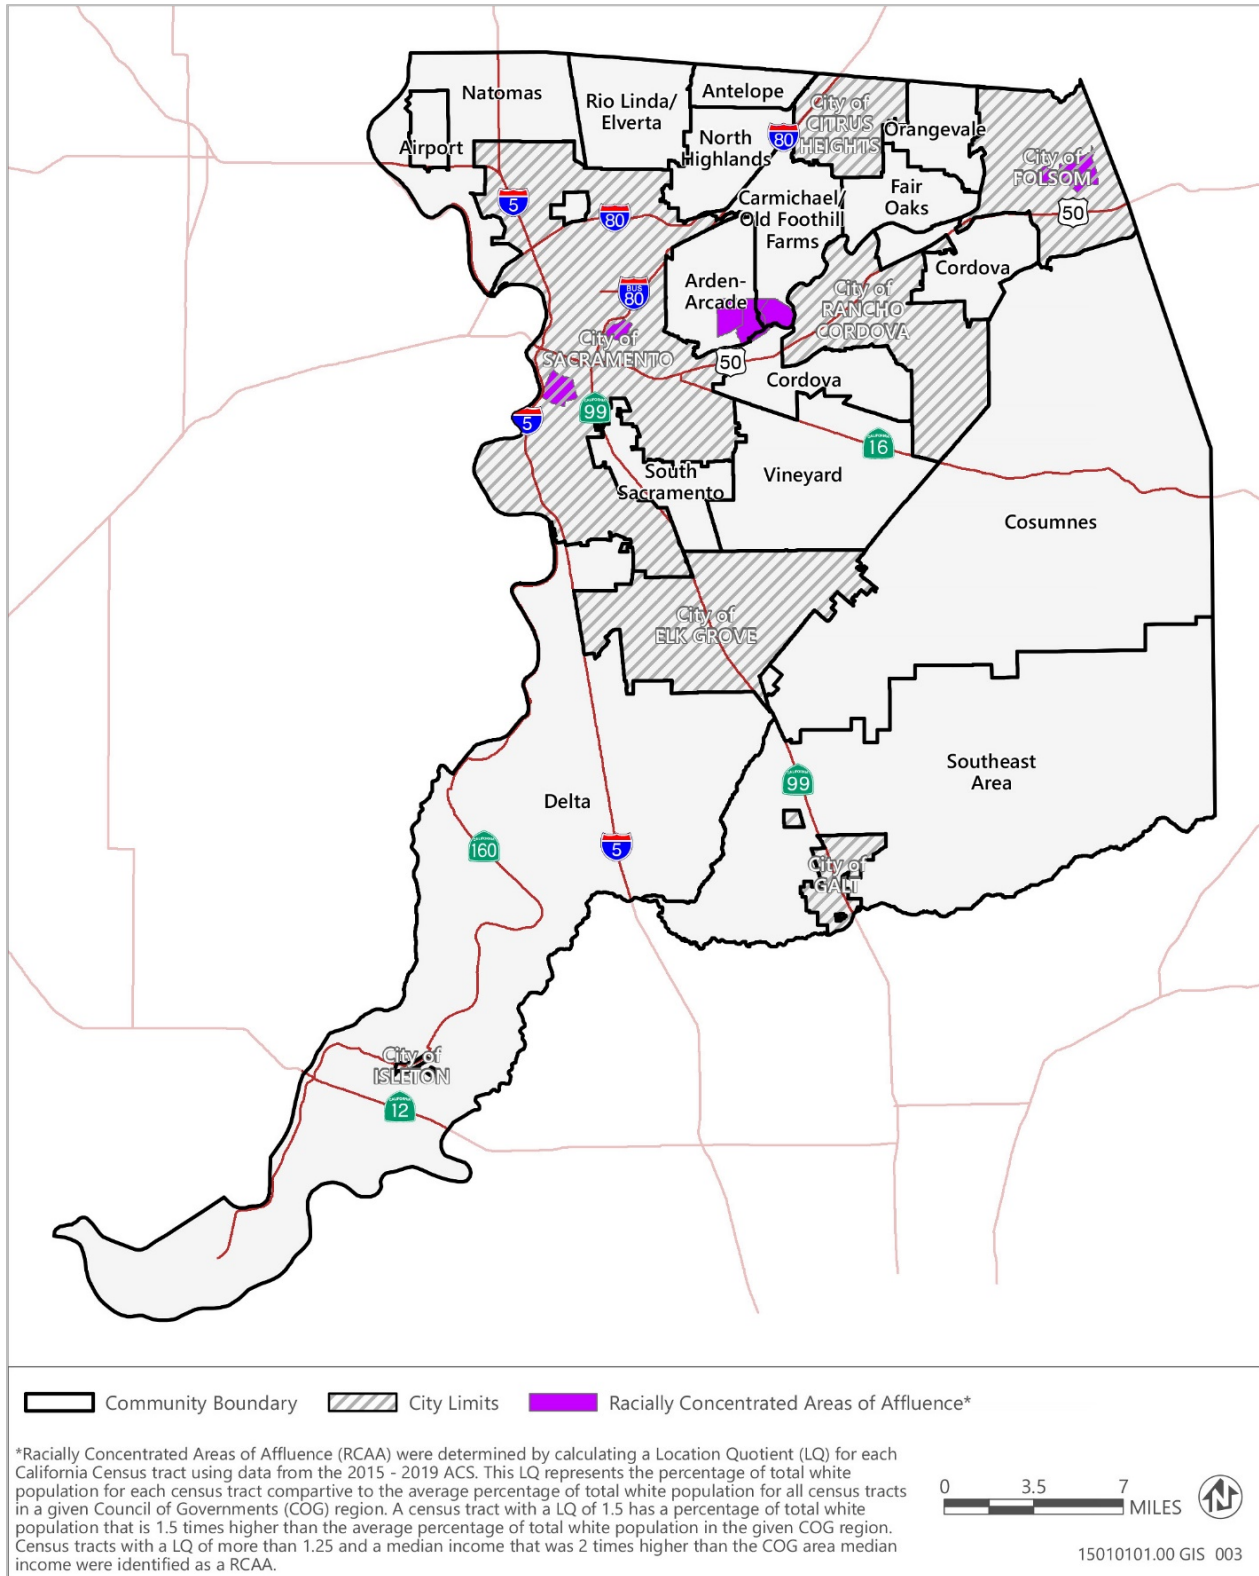 Natomas
Airport
Rio Linda/
Elverta
Antelope
North
Highlands
80
City of
CITRUS
HEIGHTS
Orangevale
City of
FOLSOM
50
Fair
Oaks
Carmichael/
Old Foothill
Farms
5
80
BUS
80
Arden-
Arcade
Cordova
City of
RANCHO
CORDOVA
City of
SACRAMENTO
50
Cordova
5
CALIFORNIA
99
CALIFORNIA
16
South
Sacramento
Vineyard
Cosumnes
City of
ELK GROVE
Southeast
Area
CALIFORNIA
99
Delta
CALIFORNIA
160
5
City of
GALT
City of
ISLETON
CALIFORNIA
12
Community Boundary
City Limits
Racially Concentrated Areas of Affluence*
*Racially Concentrated Areas of Affluence (RCAA) were determined by calculating a Location Quotient (LQ) for each
California Census tract using data from the 2015 - 2019 ACS. This LQ represents the percentage of total white
population for each census tract compartive to the average percentage of total white population for all census tracts
in a given Council of Governments (COG) region. A census tract with a LQ of 1.5 has a percentage of total white
population that is 1.5 times higher than the average percentage of total white population in the given COG region.
Census tracts with a LQ of more than 1.25 and a median income that was 2 times higher than the COG area median
income were identified as a RCAA.
0 3.5 7
MILES
N
15010101.00 GIS 003